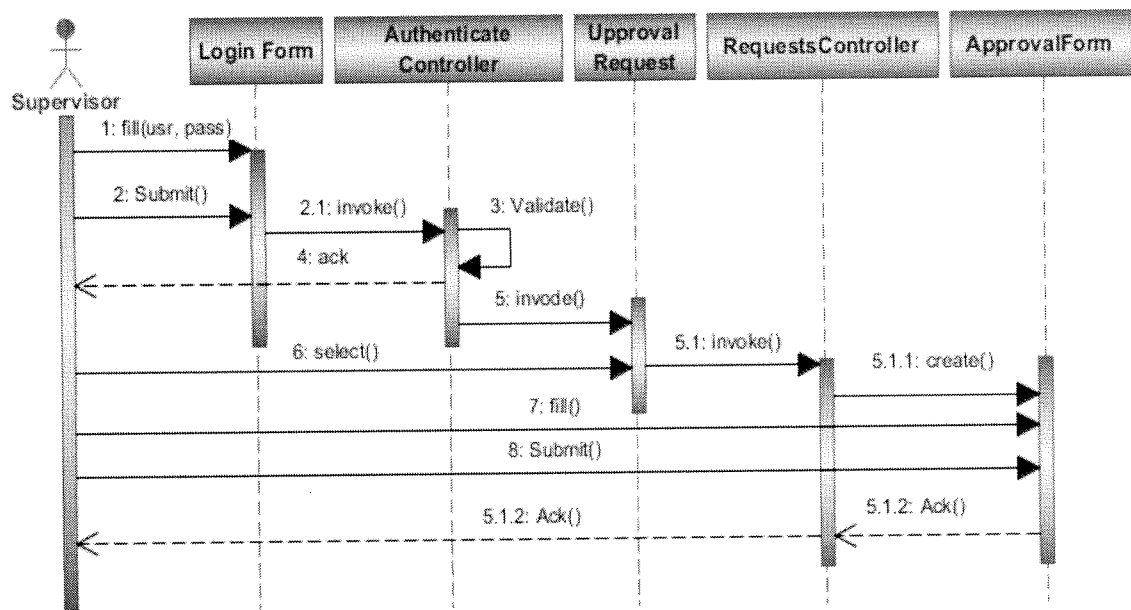 Login Form
Authenticate
Controller
Upproval
Request
RequestsController
ApprovalForm
Supervisor
1: fill(usr, pass)
2: Submit()
2.1: invoke()
3: Validate()
4: ack
5: invode()
6: select()
5.1: invoke()
5.1.1: create()
7: fill()
8: Submit()
5.1.2: Ack()
5.1.2: Ack()